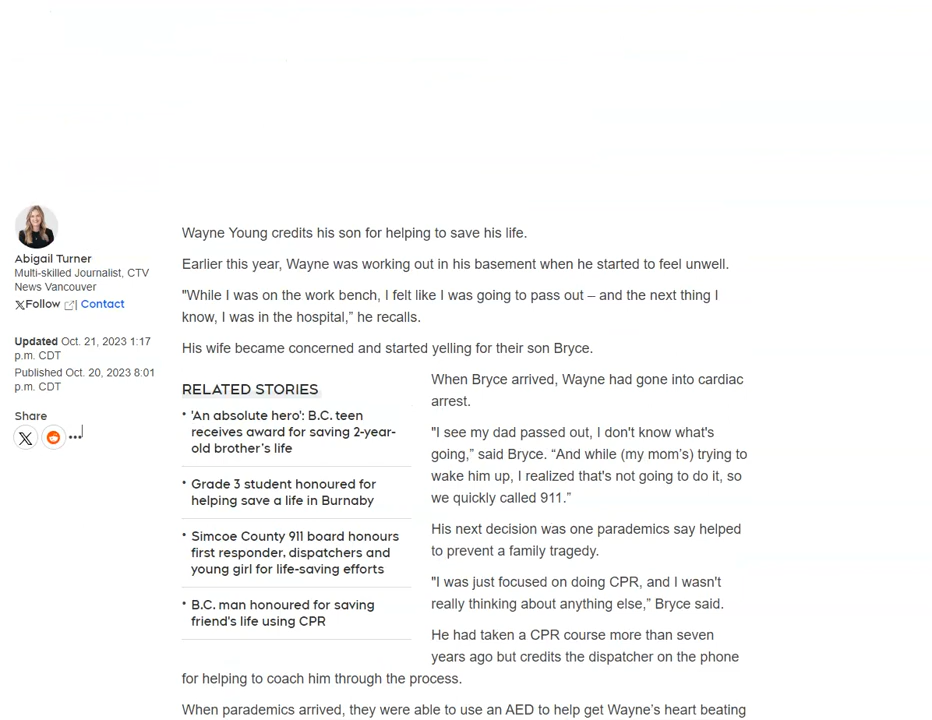 Abigail Turner
Multi-skilled Journalist, CTV
News Vancouver
Follow | Contact
Updated Oct. 21, 2023 1:17
p.m. CDT
Published Oct. 20, 2023 8:01
p.m. CDT
Share
Wayne Young credits his son for helping to save his life.
Earlier this year, Wayne was working out in his basement when he started to feel unwell.
"While I was on the work bench, I felt like I was going to pass out – and the next thing I
know, I was in the hospital,” he recalls.
His wife became concerned and started yelling for their son Bryce.
RELATED STORIES
• 'An absolute hero': B.C. teen
receives award for saving 2-year-
old brother’s life
• Grade 3 student honoured for
helping save a life in Burnaby
• Simcoe County 911 board honours
first responder, dispatchers and
young girl for life-saving efforts
• B.C. man honoured for saving
friend's life using CPR
When Bryce arrived, Wayne had gone into cardiac
arrest.
"I see my dad passed out, I don't know what's
going,” said Bryce. “And while (my mom’s) trying to
wake him up, I realized that's not going to do it, so
we quickly called 911.”
His next decision was one parademics say helped
to prevent a family tragedy.
"I was just focused on doing CPR, and I wasn't
really thinking about anything else,” Bryce said.
He had taken a CPR course more than seven
years ago but credits the dispatcher on the phone
for helping to coach him through the process.
When parademics arrived, they were able to use an AED to help get Wayne’s heart beating